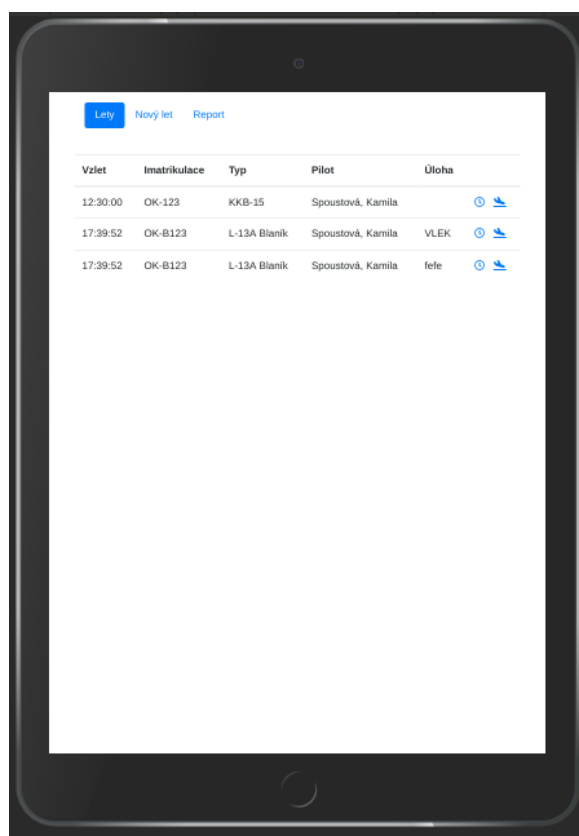 Lety Nový let Report
Vzlet Imatrikulace Typ Pilot Úloha
12:30:00 OK-123 KKB-15 Spoustová, Kamila
17:39:52 OK-B123 L-13A Blaník Spoustová, Kamila VLEK
17:39:52 OK-B123 L-13A Blaník Spoustová, Kamila fefe